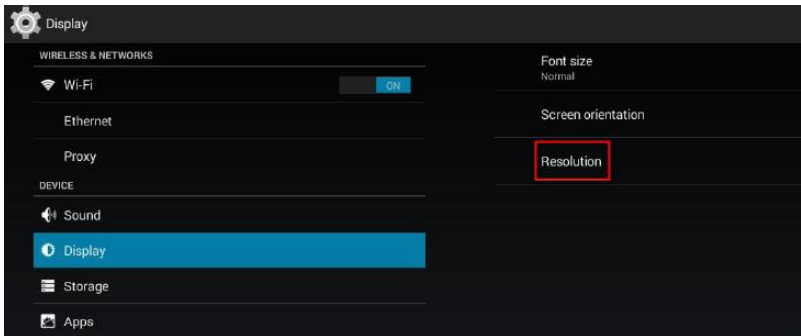 Display
WIRELESS & NETWORKS
Wi-Fi
ON
Ethernet
Proxy
DEVICE
Sound
Display
Storage
Apps
Font size
Normal
Screen orientation
Resolution